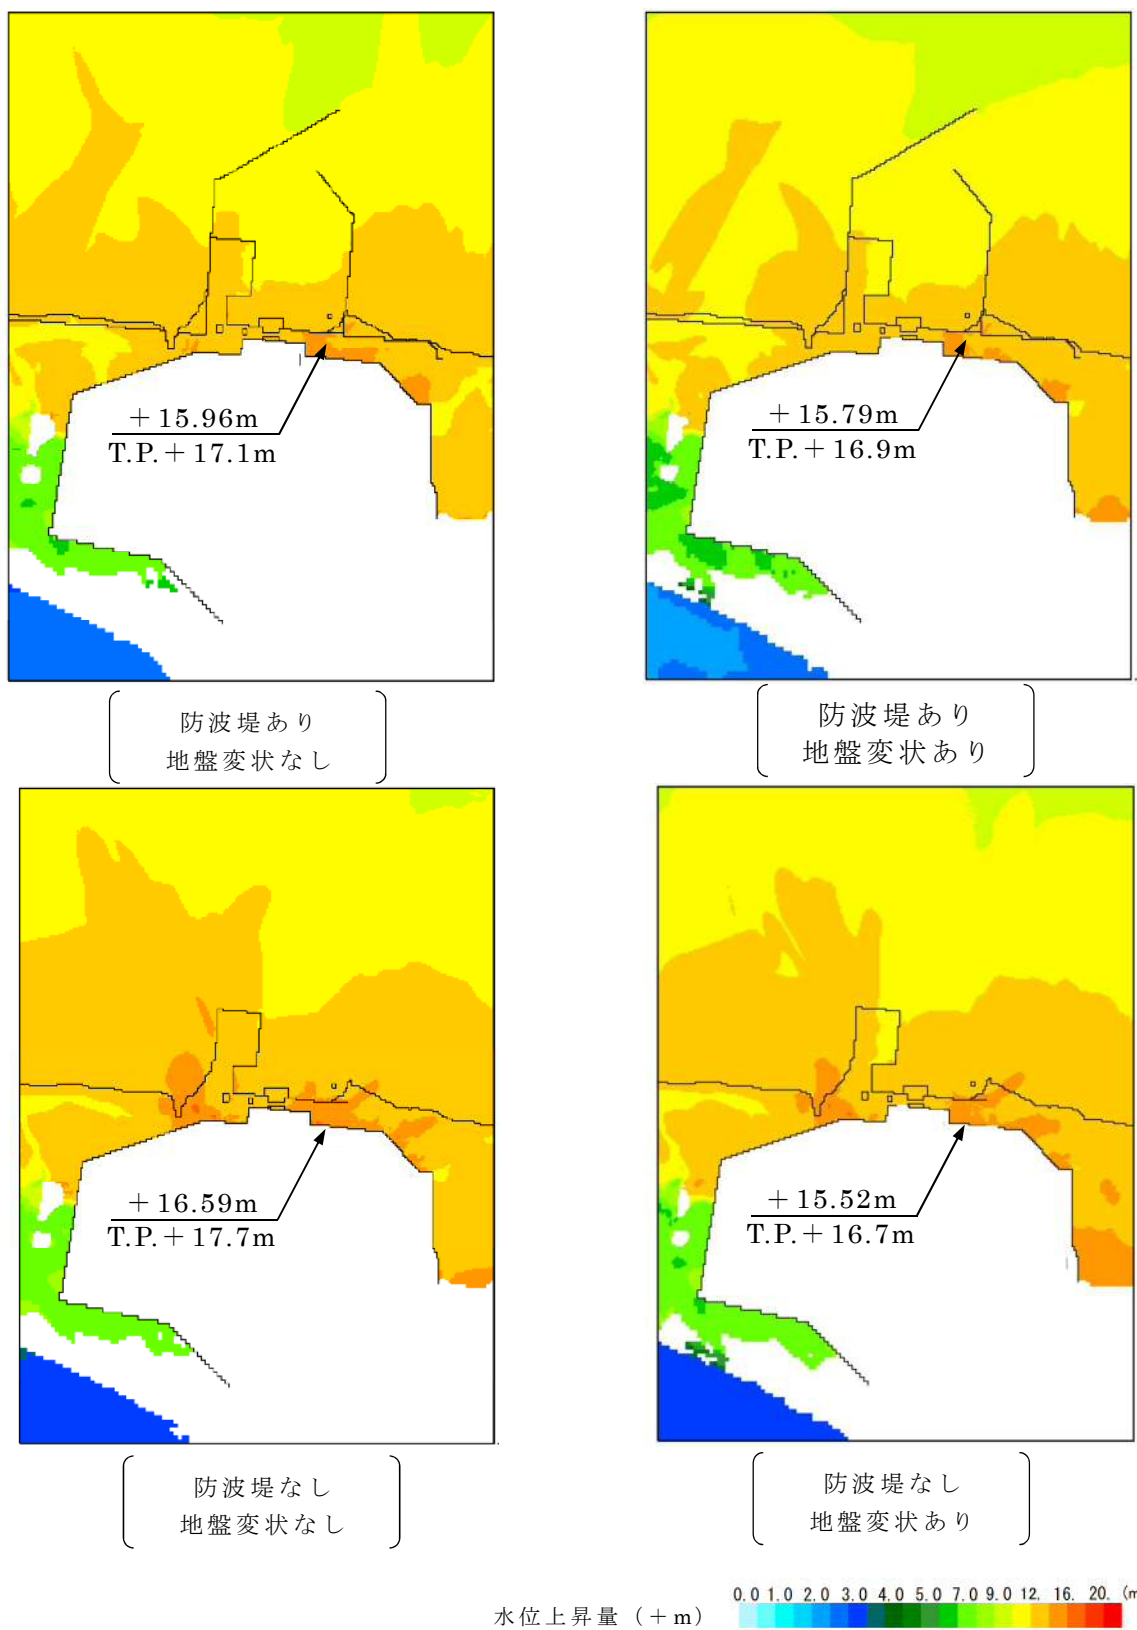 +15.96m
T.P.+17.1m
+15.79m
T.P.+16.9m
防波堤あり
地盤変状なし
防波堤あり
地盤変状あり
+16.59m
T.P.+17.7m
+15.52m
T.P.+16.7m
防波堤なし
地盤変状なし
防波堤なし
地盤変状あり
0.0 1.0 2.0 3.0 4.0 5.0 7.0 9.0 12. 16. 20. (m
水位上昇量（+m）